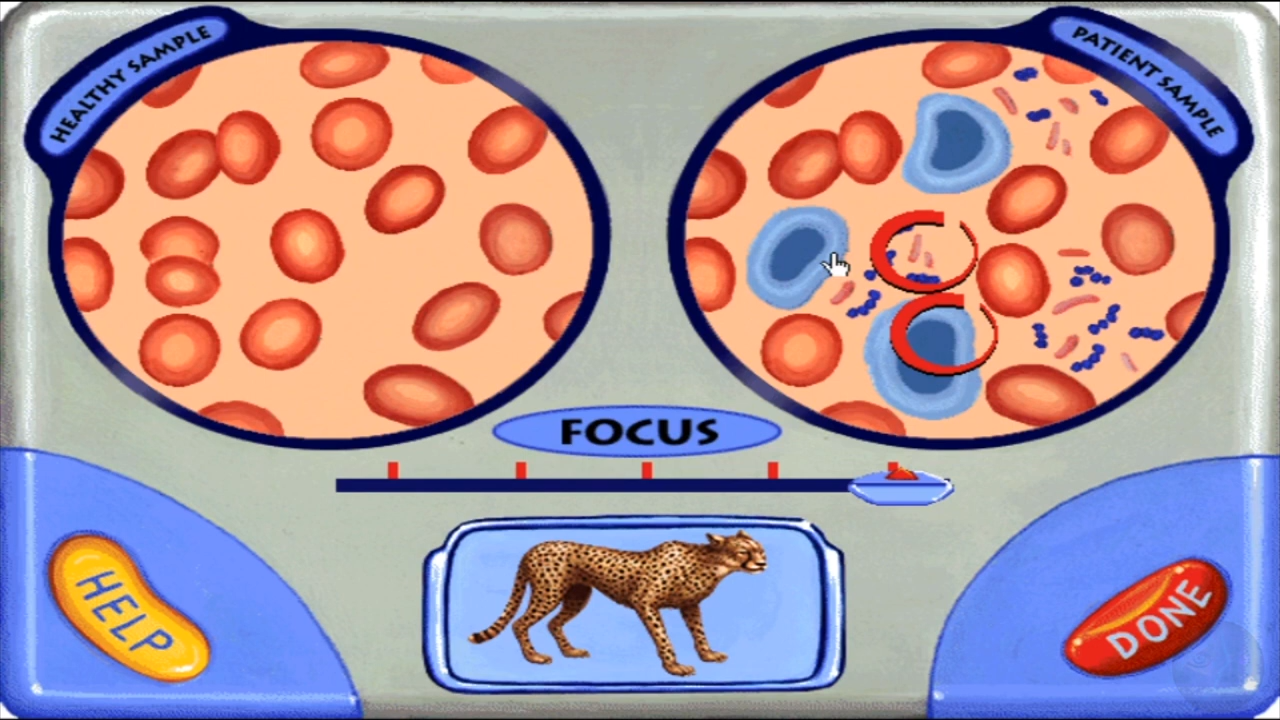 HEALTHY SAMPLE
PATIENT SAMPLE
FOCUS
HELP
DONE